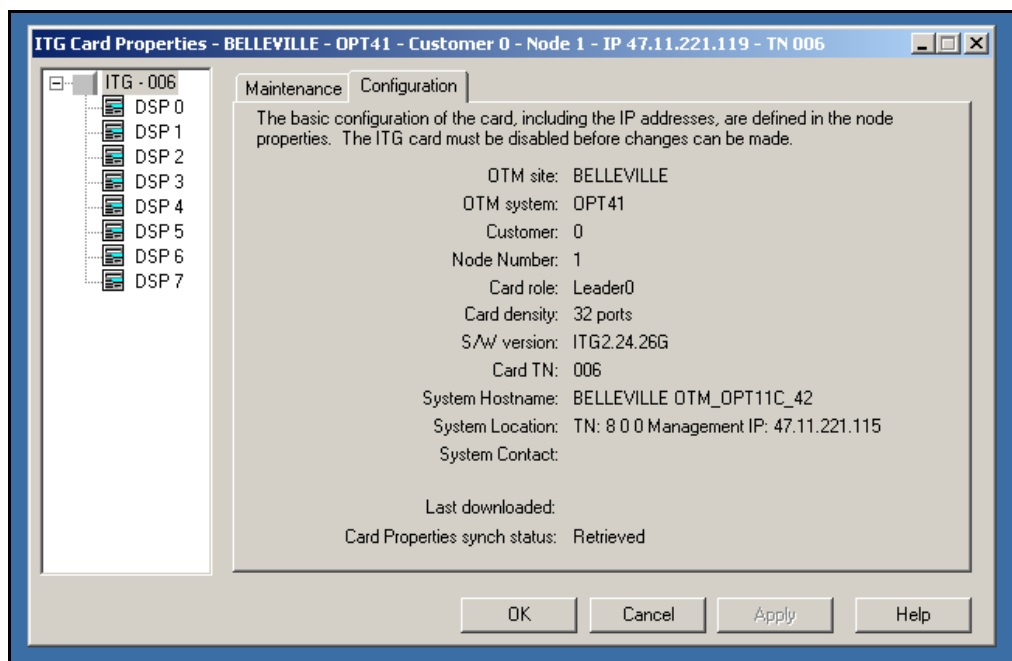 ITG Card Properties - BELLEVILLE - OPT41 - Customer 0 - Node 1 - IP 47.11.221.119 - TN 006
ITG - 006
DSP 0
DSP 1
DSP 2
DSP 3
DSP 4
DSP 5
DSP 6
DSP 7
Maintenance Configuration
The basic configuration of the card, including the IP addresses, are defined in the node
properties. The ITG card must be disabled before changes can be made.
OTM site: BELLEVILLE
OTM system: OPT41
Customer: 0
Node Number: 1
Card role: Leader0
Card density: 32 ports
S/W version: ITG2.24.26G
Card TN: 006
System Hostname: BELLEVILLE OTM_OPT11C_42
System Location: TN: 8 0 0 Management IP: 47.11.221.115
System Contact:
Last downloaded:
Card Properties synch status: Retrieved
OK Cancel Apply Help